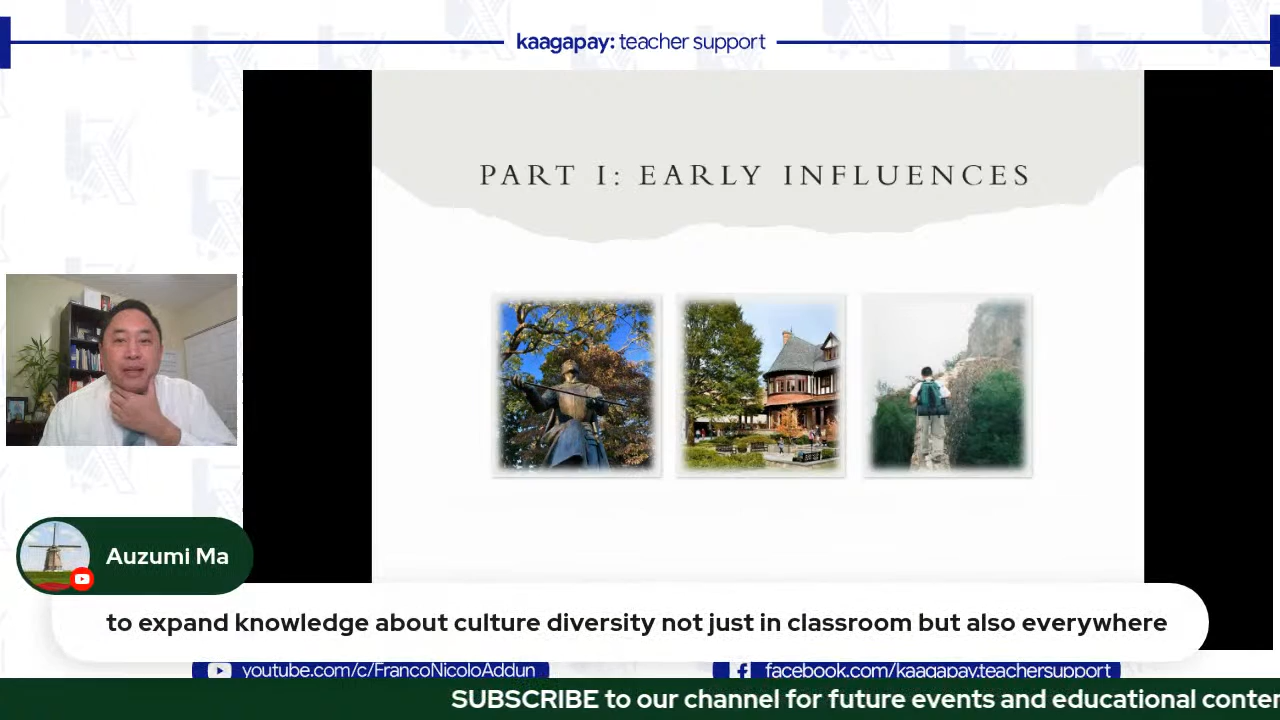 kaagapay: teacher support
PART I: EARLY INFLUENCES
Auzumi Ma
to expand knowledge about culture diversity not just in classroom but also everywhere
youtube.com/c/FrancoNicoloAddun
facebook.com/kaagapay.teachersupport
SUBSCRIBE to our channel for future events and educational conter